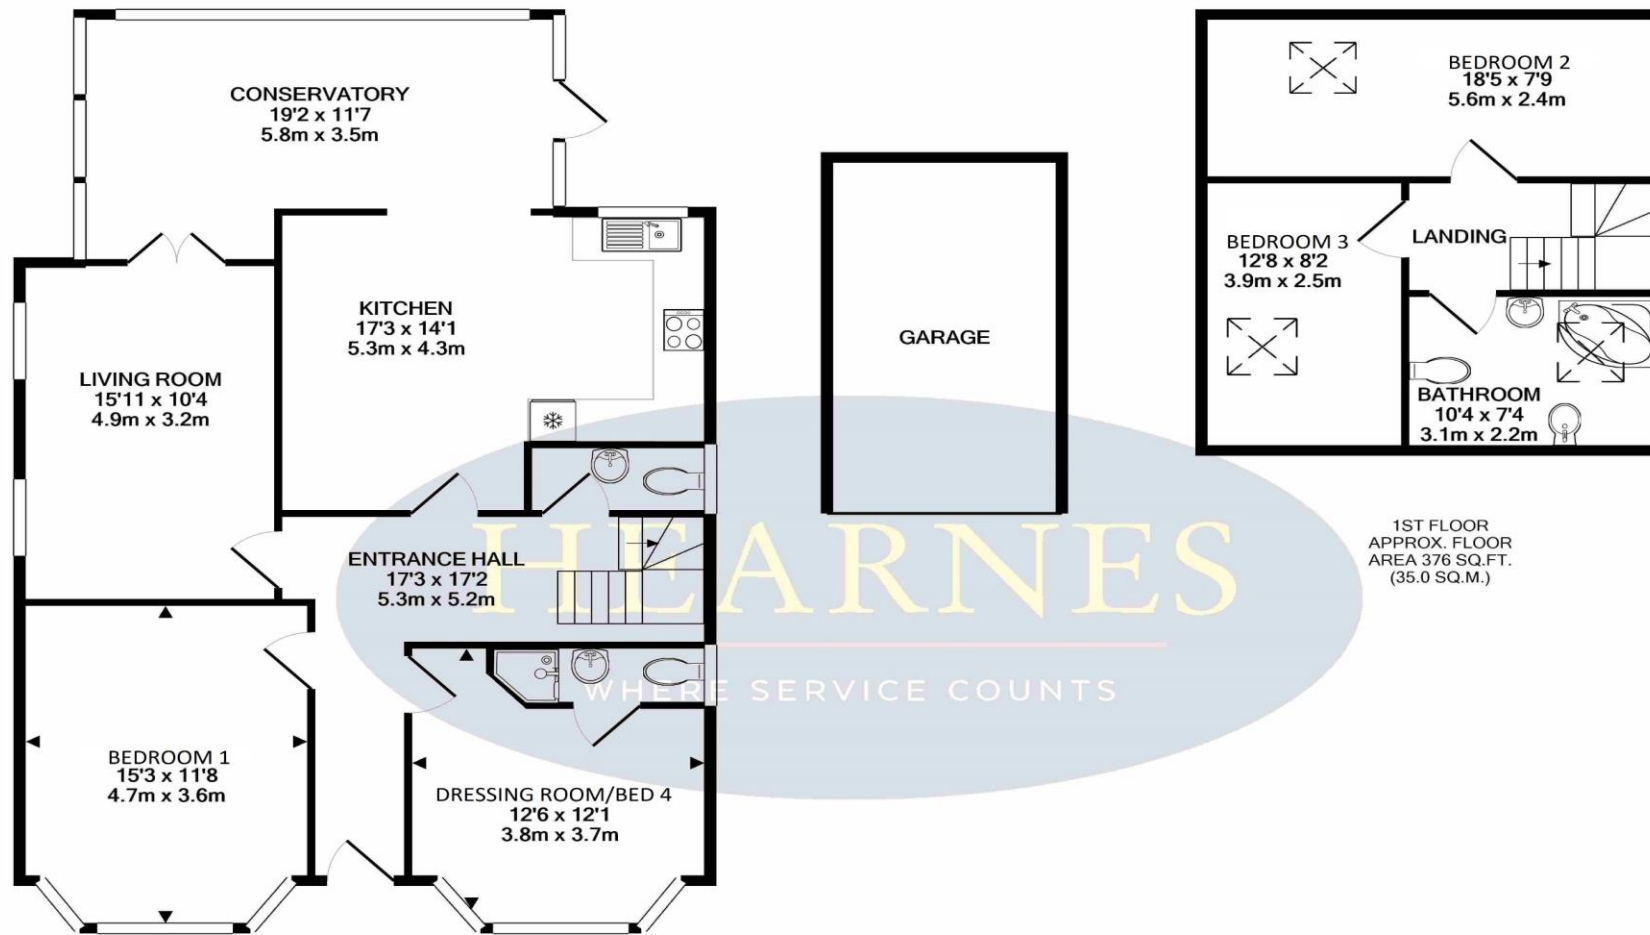 CONSERVATORY
19'2 x 11'7
5.8m x 3.5m
KITCHEN
17'3 x 14'1
5.3m x 4.3m
LIVING ROOM
15'11 x 10'4
4.9m x 3.2m
ENTRANCE HALL
17'3 x 17'2
5.3m x 5.2m
BEDROOM 1
15'3 x 11'8
4.7m x 3.6m
DRESSING ROOM/BED 4
12'6 x 12'1
3.8m x 3.7m
GARAGE
HEARNES
WHERE SERVICE COUNTS
BEDROOM 2
18'5 x 7'9
5.6m x 2.4m
BEDROOM 3
12'8 x 8'2
3.9m x 2.5m
LANDING
BATHROOM
10'4 x 7'4
3.1m x 2.2m
1ST FLOOR
APPROX. FLOOR
AREA 376 SQ.FT.
(35.0 SQ.M.)